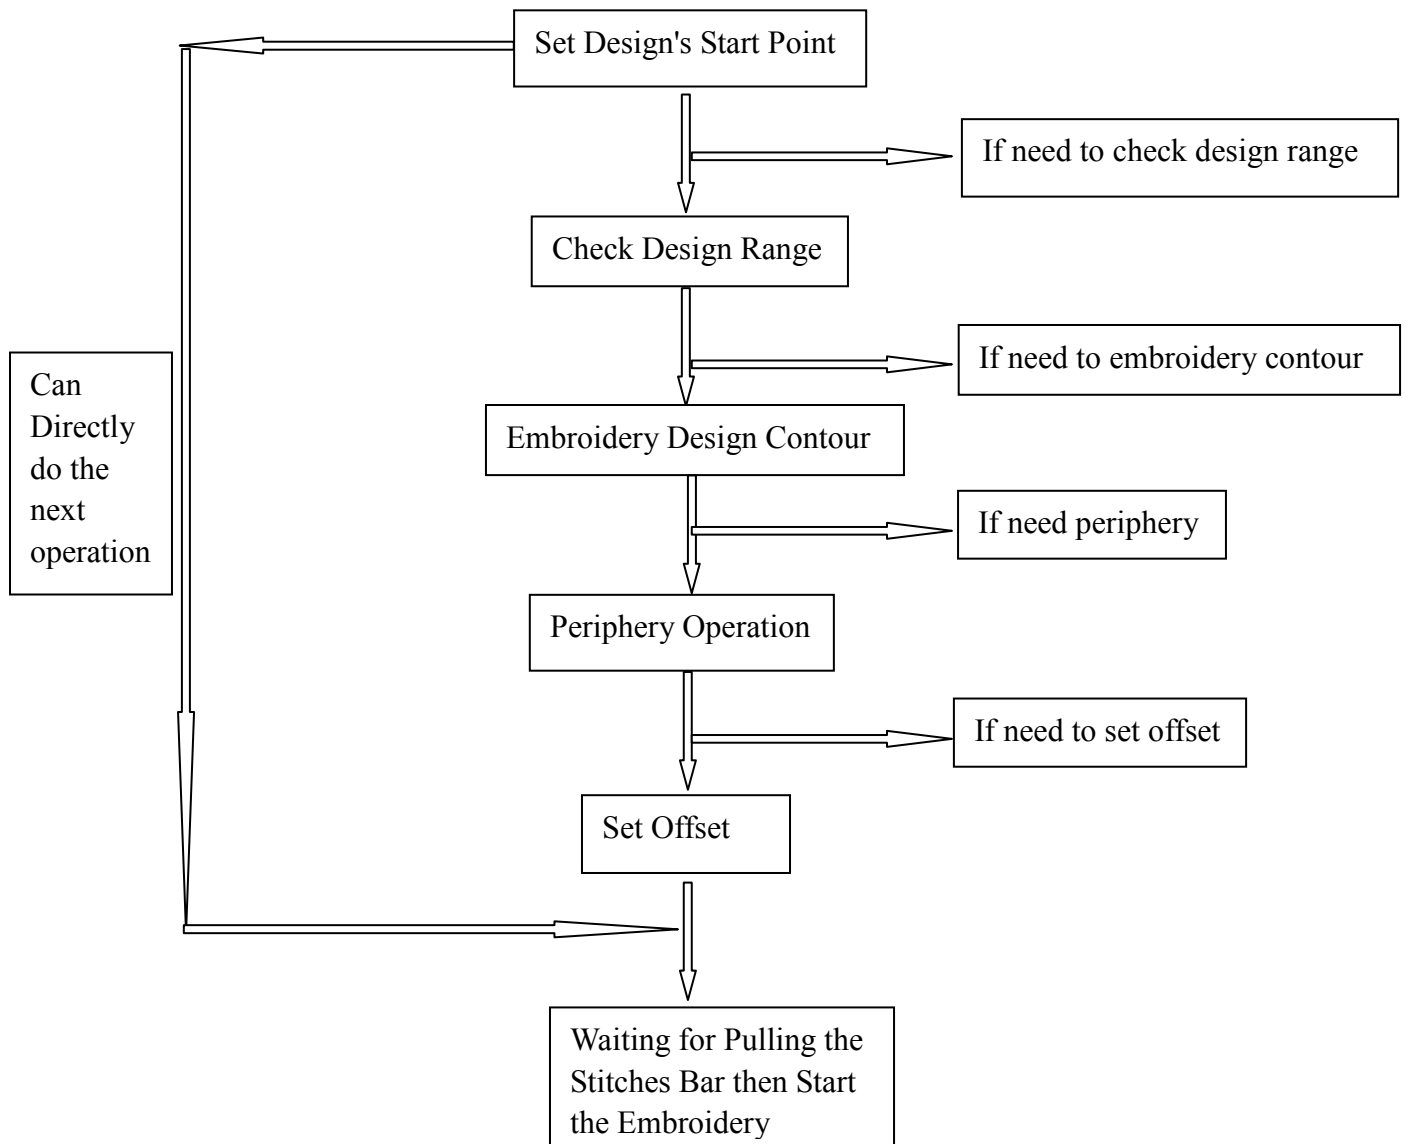 Set Design's Start Point
If need to check design range
Check Design Range
If need to embroidery contour
Can
Directly
do the
next
operation
Embroidery Design Contour
If need periphery
Periphery Operation
If need to set offset
Set Offset
Waiting for Pulling the
Stitches Bar then Start
the Embroidery